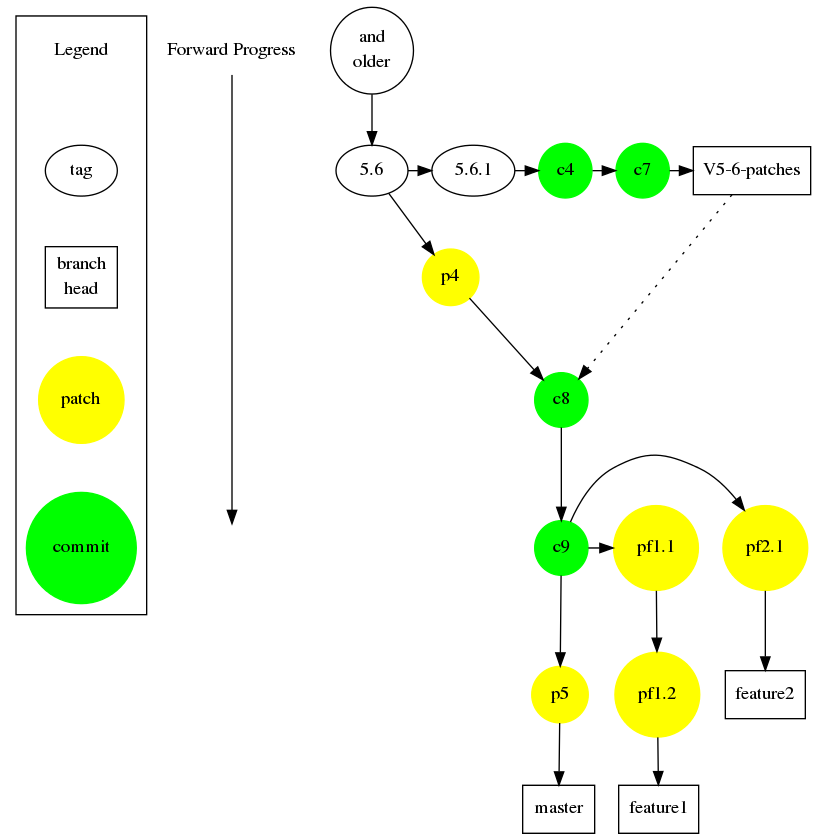 Legend
tag
branch
head
patch
commit
Forward Progress
and
older
5.6
5.6.1
c4
c7
V5-6-patches
p4
c8
c9
pf1.1
pf2.1
p5
pf1.2
feature2
master
feature1